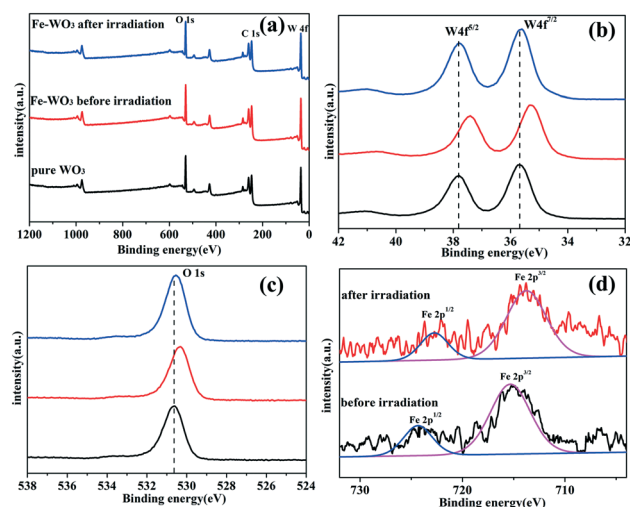 (a)
O 1s
C 1s
W 4f
Fe-WO₃ after irradiation
Fe-WO₃ before irradiation
pure WO₃
intensity(a.u.)
1200 1000 800 600 400 200 0
Binding energy(eV)
(b)
W4f⁵/²
W4f⁷/²
intensity(a.u.)
42 40 38 36 34 32
Binding energy(eV)
(c)
O 1s
intensity(a.u.)
538 536 534 532 530 528 526 524
Binding energy(eV)
(d)
Fe 2p³/²
after irradiation
Fe 2p¹/²
Fe 2p³/²
before irradiation
Fe 2p¹/²
intensity(a.u.)
730 720 710
Binding energy(eV)